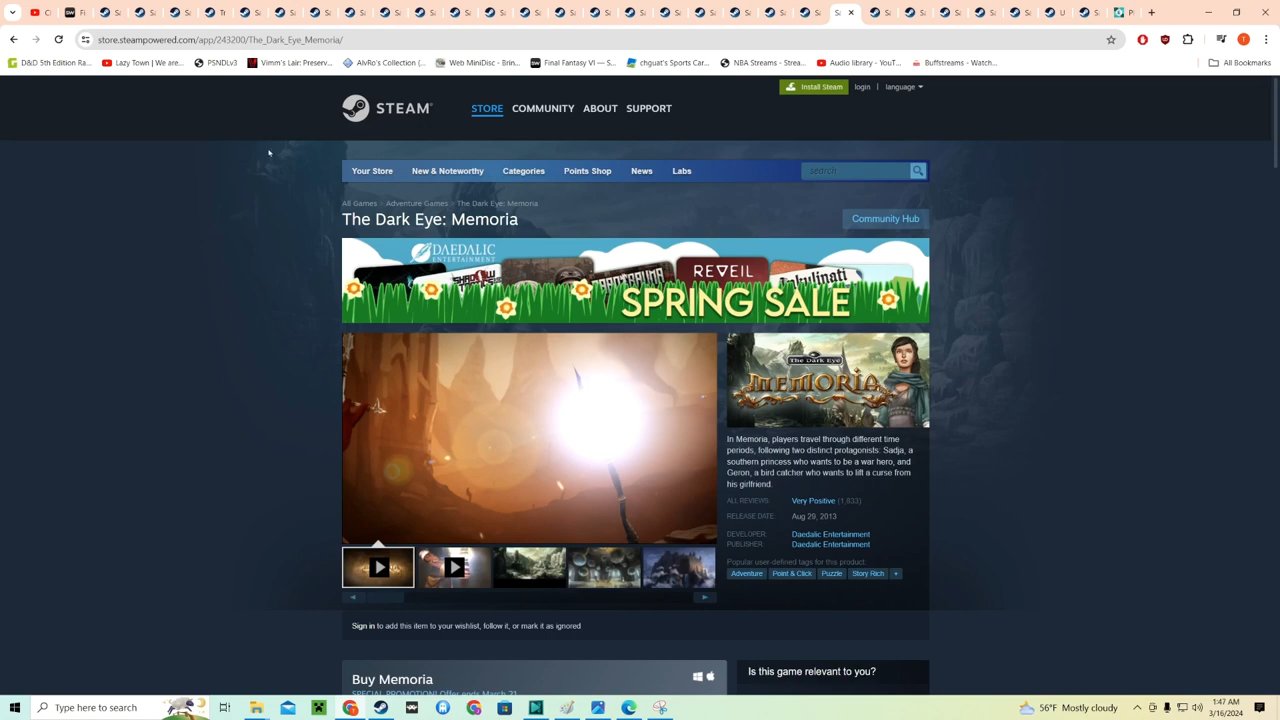 store.steampowered.com/app/243200/The_Dark_Eye_Memoria/
D&D 5th Edition Ra...
Lazy Town | We are...
PSNDLv3
Vimm's Lair: Preserv...
AlvRo's Collection (...
Web MiniDisc - Brin...
Final Fantasy VI — S...
chguat's Sports Car...
NBA Streams - Strea...
Audio library - YouT...
Buffstreams - Watch...
All Bookmarks
Install Steam
login | language
STEAM
STORE COMMUNITY ABOUT SUPPORT
Your Store New & Noteworthy Categories Points Shop News Labs
search
All Games > Adventure Games > The Dark Eye: Memoria
The Dark Eye: Memoria
Community Hub
DAEDALIC
ENTERTAINMENT
REVEIL
SPRING SALE
The Dark Eye
MEMORIA
In Memoria, players travel through different time
periods, following two distinct protagonists: Sadja, a
southern princess who wants to be a war hero, and
Geron, a bird catcher who wants to lift a curse from
his girlfriend.
ALL REVIEWS: Very Positive (1,833)
RELEASE DATE: Aug 29, 2013
DEVELOPER: Daedalic Entertainment
PUBLISHER: Daedalic Entertainment
Popular user-defined tags for this product:
Adventure Point & Click Puzzle Story Rich +
Sign in to add this item to your wishlist, follow it, or mark it as ignored
Buy Memoria
SPECIAL PROMOTION! Offer ends March 21
Is this game relevant to you?
Type here to search
56°F Mostly cloudy
1:47 AM
3/16/2024